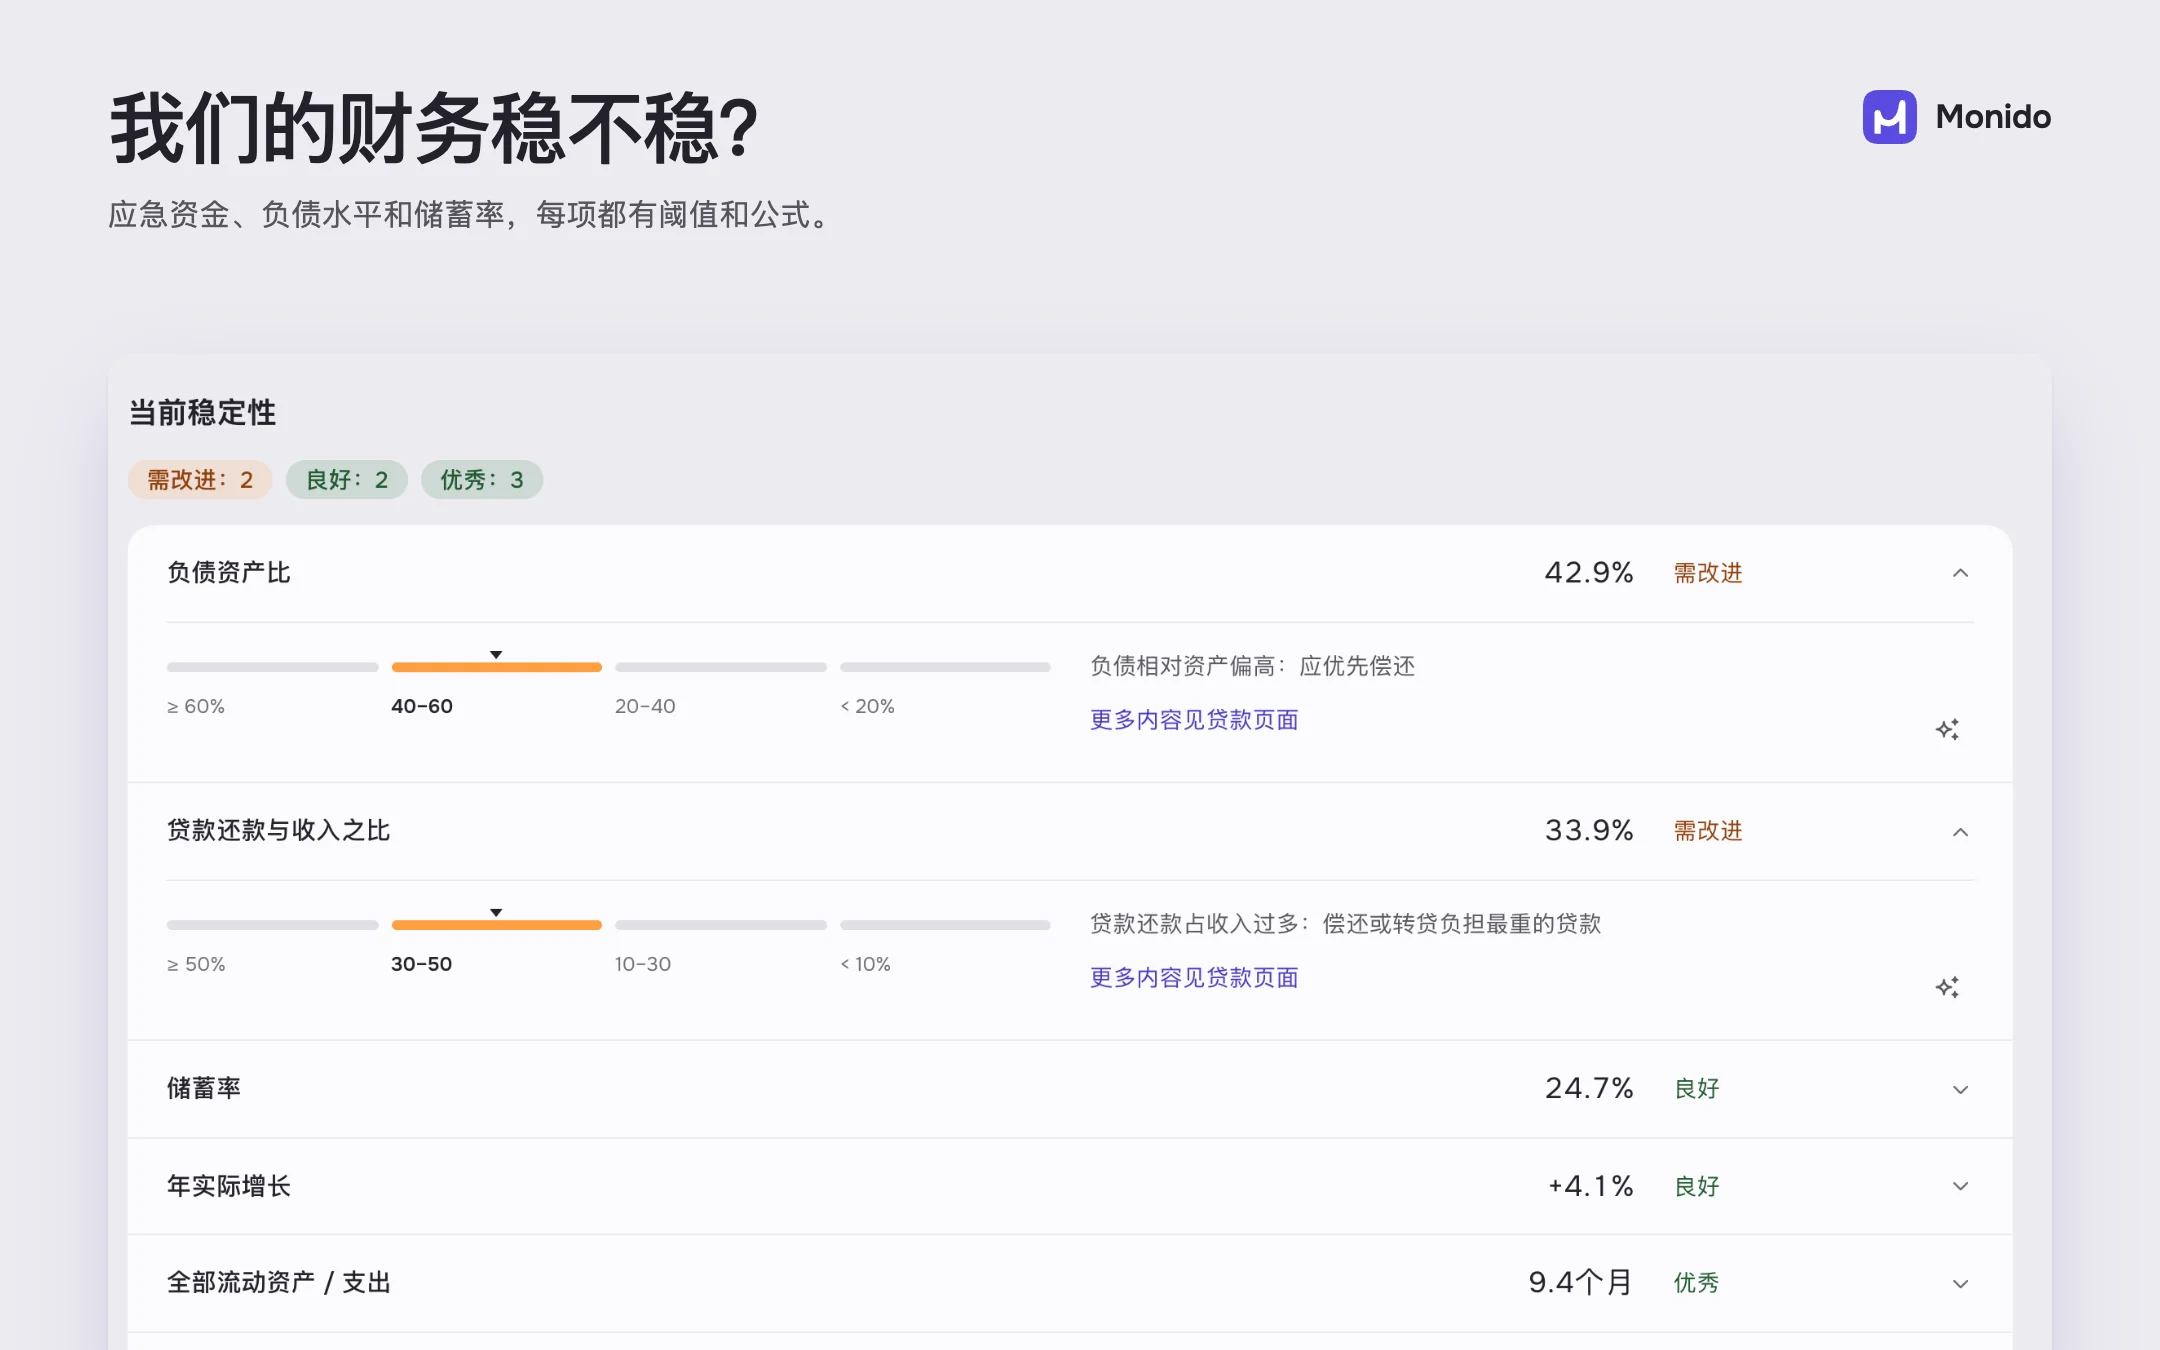 我们的财务稳不稳?
Monido
应急资金、负债水平和储蓄率，每项都有阈值和公式。
当前稳定性
需改进：2
良好：2
优秀：3
负债资产比
42.9%
需改进
≥ 60%
40–60
20–40
< 20%
负债相对资产偏高：应优先偿还
更多内容见贷款页面
贷款还款与收入之比
33.9%
需改进
≥ 50%
30–50
10–30
< 10%
贷款还款占收入过多：偿还或转贷负担最重的贷款
更多内容见贷款页面
储蓄率
24.7%
良好
年实际增长
+4.1%
良好
全部流动资产 / 支出
9.4个月
优秀